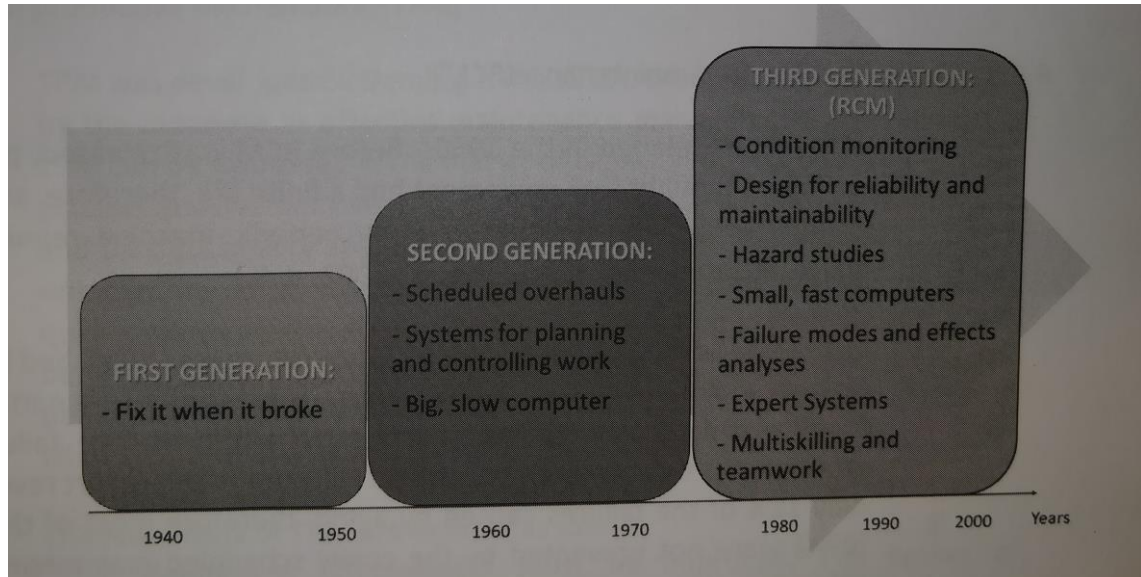 FIRST GENERATION:
- Fix it when it broke
SECOND GENERATION:
- Scheduled overhauls
- Systems for planning
and controlling work
- Big, slow computer
THIRD GENERATION:
(RCM)
- Condition monitoring
- Design for reliability and
maintainability
- Hazard studies
- Small, fast computers
- Failure modes and effects
analyses
- Expert Systems
- Multiskilling and
teamwork
1940 1950 1960 1970 1980 1990 2000 Years